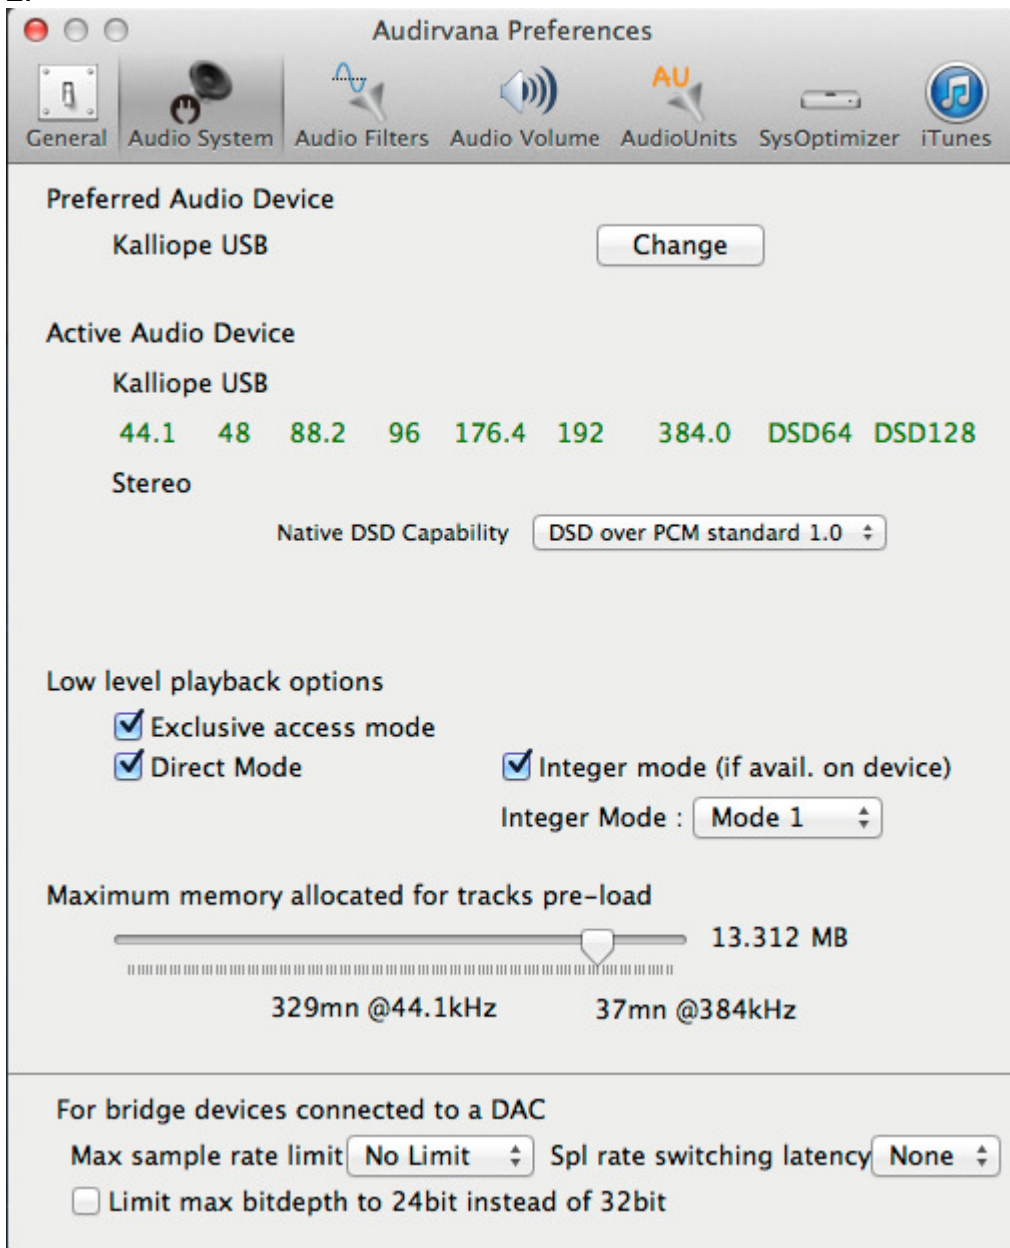 Audirvana Preferences
AU
General Audio System Audio Filters Audio Volume AudioUnits SysOptimizer iTunes
Preferred Audio Device
Kalliope USB Change
Active Audio Device
Kalliope USB
44.1 48 88.2 96 176.4 192 384.0 DSD64 DSD128
Stereo
Native DSD Capability DSD over PCM standard 1.0
Low level playback options
Exclusive access mode
Direct Mode Integer mode (if avail. on device)
Integer Mode : Mode 1
Maximum memory allocated for tracks pre-load
13.312 MB
329mn @44.1kHz 37mn @384kHz
For bridge devices connected to a DAC
Max sample rate limit No Limit Spl rate switching latency None
Limit max bitdepth to 24bit instead of 32bit